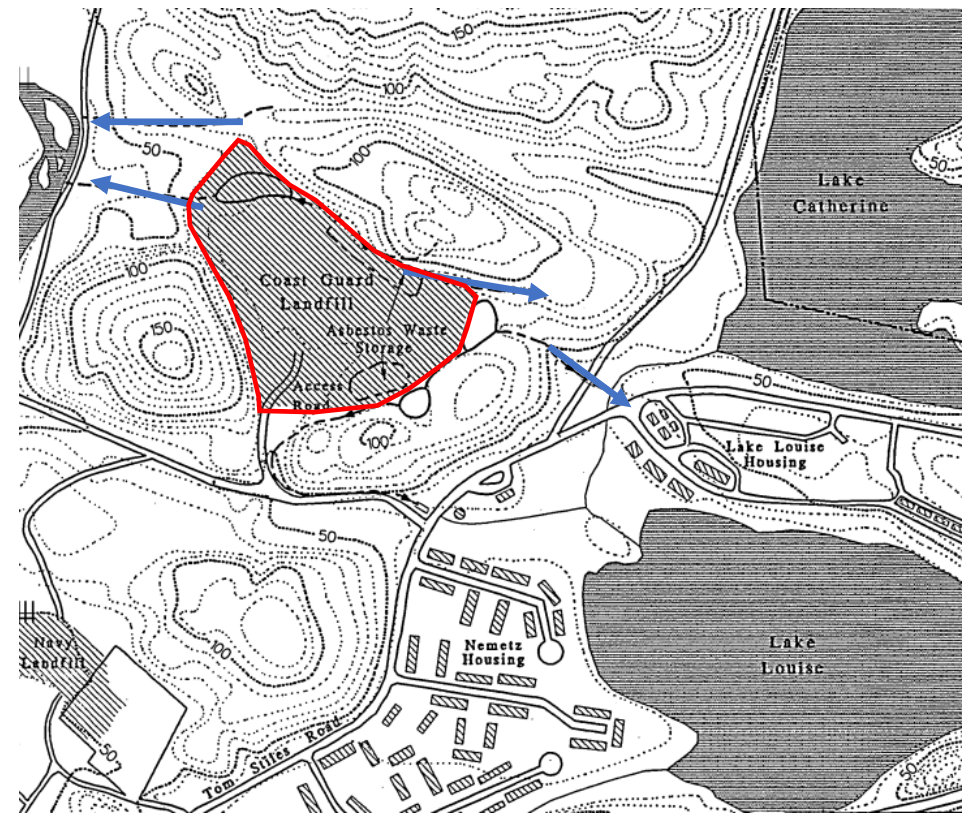 150
100
50
50
100
Lake
Catherine
100
Coast Guard
Landfill
150
Asbestos Waste
Storage
Access
Road
50
100
Lake Louise
Housing
50
100
Navy
Landfill
Nemetz
Housing
Lake
Louise
50?
Tom Stiles Road
50